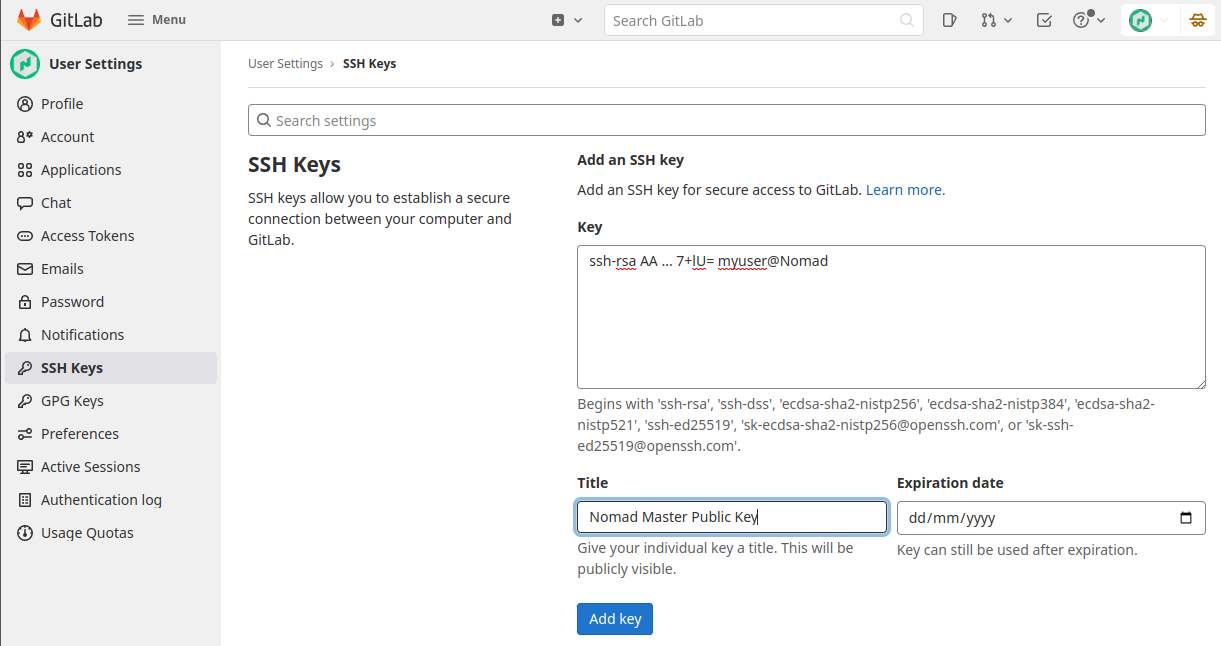 GitLab
Menu
Search GitLab
User Settings
Profile
Account
Applications
Chat
Access Tokens
Emails
Password
Notifications
SSH Keys
GPG Keys
Preferences
Active Sessions
Authentication log
Usage Quotas
User Settings › SSH Keys
Search settings
SSH Keys
SSH keys allow you to establish a secure
connection between your computer and
GitLab.
Add an SSH key
Add an SSH key for secure access to GitLab. Learn more.
Key
ssh-rsa AA ... 7+lU= myuser@Nomad
Begins with 'ssh-rsa', 'ssh-dss', 'ecdsa-sha2-nistp256', 'ecdsa-sha2-nistp384', 'ecdsa-sha2-
nistp521', 'ssh-ed25519', 'sk-ecdsa-sha2-nistp256@openssh.com', or 'sk-ssh-
ed25519@openssh.com'.
Title
Nomad Master Public Key
Give your individual key a title. This will be
publicly visible.
Expiration date
dd/mm/yyyy
Key can still be used after expiration.
Add key